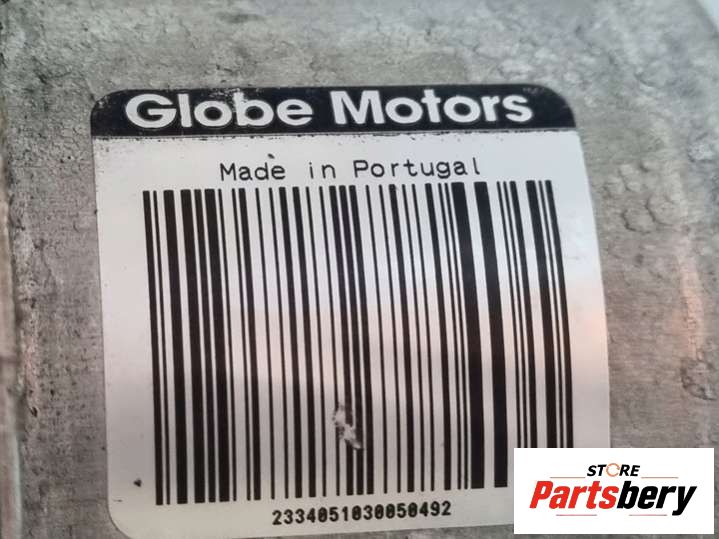 Globe Motors
Made in Portugal
2334051030050492
STORE
Partsbery